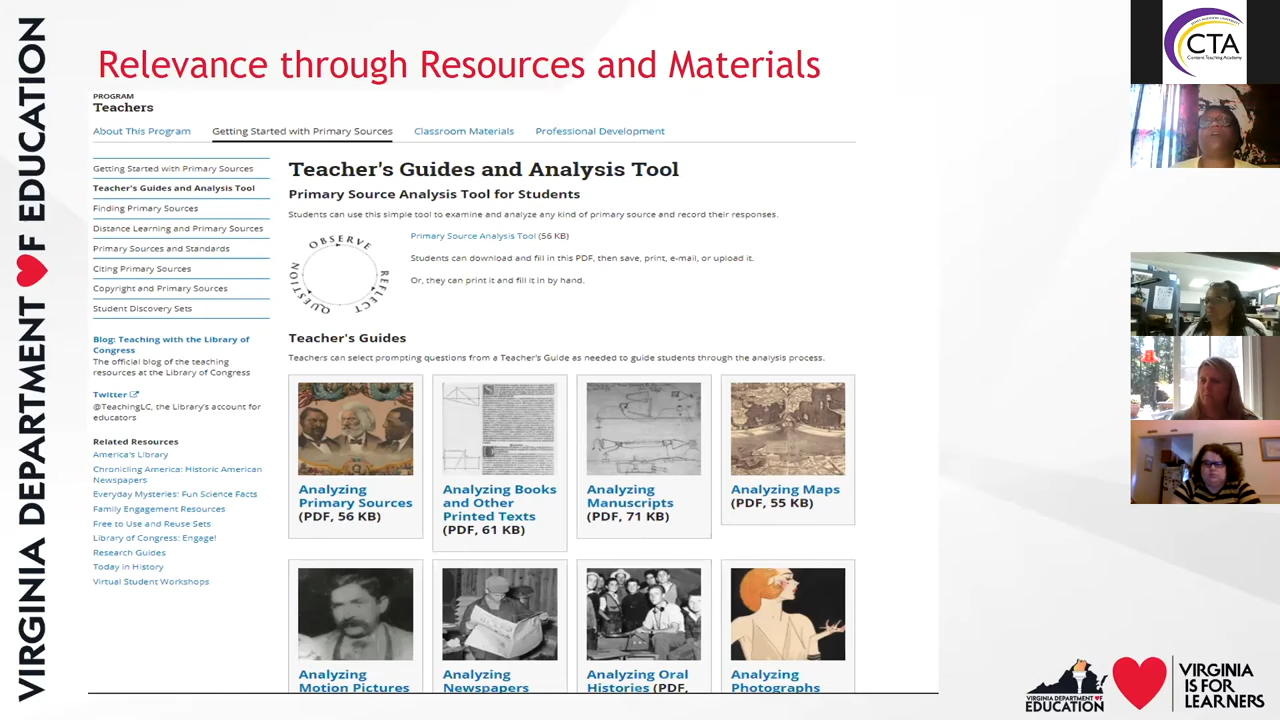 VIRGINIA DEPARTMENT OF EDUCATION
Relevance through Resources and Materials
PROGRAM
Teachers
About This Program
Getting Started with Primary Sources
Classroom Materials
Professional Development
Getting Started with Primary Sources
Teacher's Guides and Analysis Tool
Finding Primary Sources
Distance Learning and Primary Sources
Primary Sources and Standards
Citing Primary Sources
Copyright and Primary Sources
Student Discovery Sets
Blog: Teaching with the Library of
Congress
The official blog of the teaching
resources at the Library of Congress
Twitter
@TeachingLC, the Library's account for
educators
Related Resources
America's Library
Chronicling America: Historic American
Newspapers
Everyday Mysteries: Fun Science Facts
Family Engagement Resources
Free to Use and Reuse Sets
Library of Congress: Engage!
Research Guides
Today in History
Virtual Student Workshops
Teacher's Guides and Analysis Tool
Primary Source Analysis Tool for Students
Students can use this simple tool to examine and analyze any kind of primary source and record their responses.
OBSERVE
REFLECT
QUESTION
Primary Source Analysis Tool (56 KB)
Students can download and fill in this PDF, then save, print, e-mail, or upload it.
Or, they can print it and fill it in by hand.
Teacher's Guides
Teachers can select prompting questions from a Teacher's Guide as needed to guide students through the analysis process.
Analyzing
Primary Sources
(PDF, 56 KB)
Analyzing Books
and Other
Printed Texts
(PDF, 61 KB)
Analyzing
Manuscripts
(PDF, 71 KB)
Analyzing Maps
(PDF, 55 KB)
Analyzing
Motion Pictures
Analyzing
Newspapers
Analyzing Oral
Histories (PDF,
Analyzing
Photographs
CTA
Content Teaching Academy
VIRGINIA DEPARTMENT OF
EDUCATION
VIRGINIA
IS FOR
LEARNERS